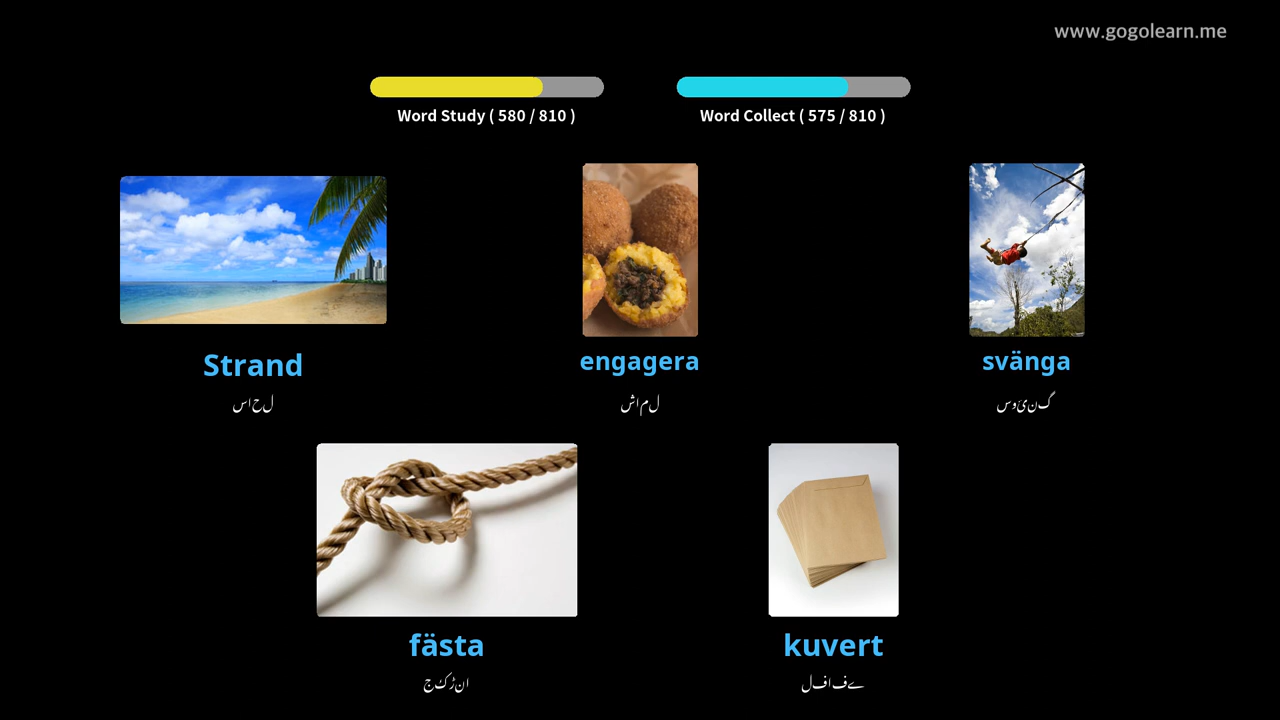 www.gogolearn.me
Word Study ( 580 / 810 )
Word Collect ( 575 / 810 )
Strand
engagera
svänga
ساحل
شامل
سوئنگ
fästa
kuvert
جکڑنا
لفافے